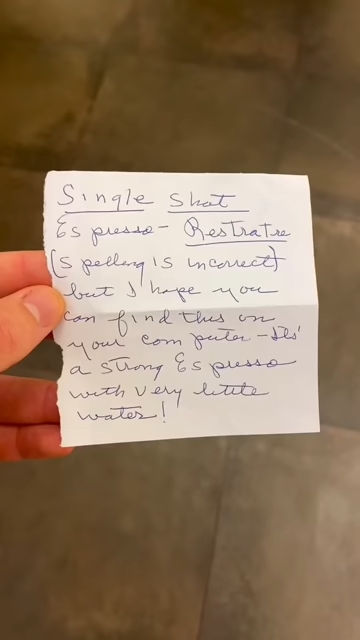 Single Shot
Espresso - Restratre
(spelling is incorrect)
but I hope you
can find this on
your computer - It's
a strong Espresso
with very little
water!